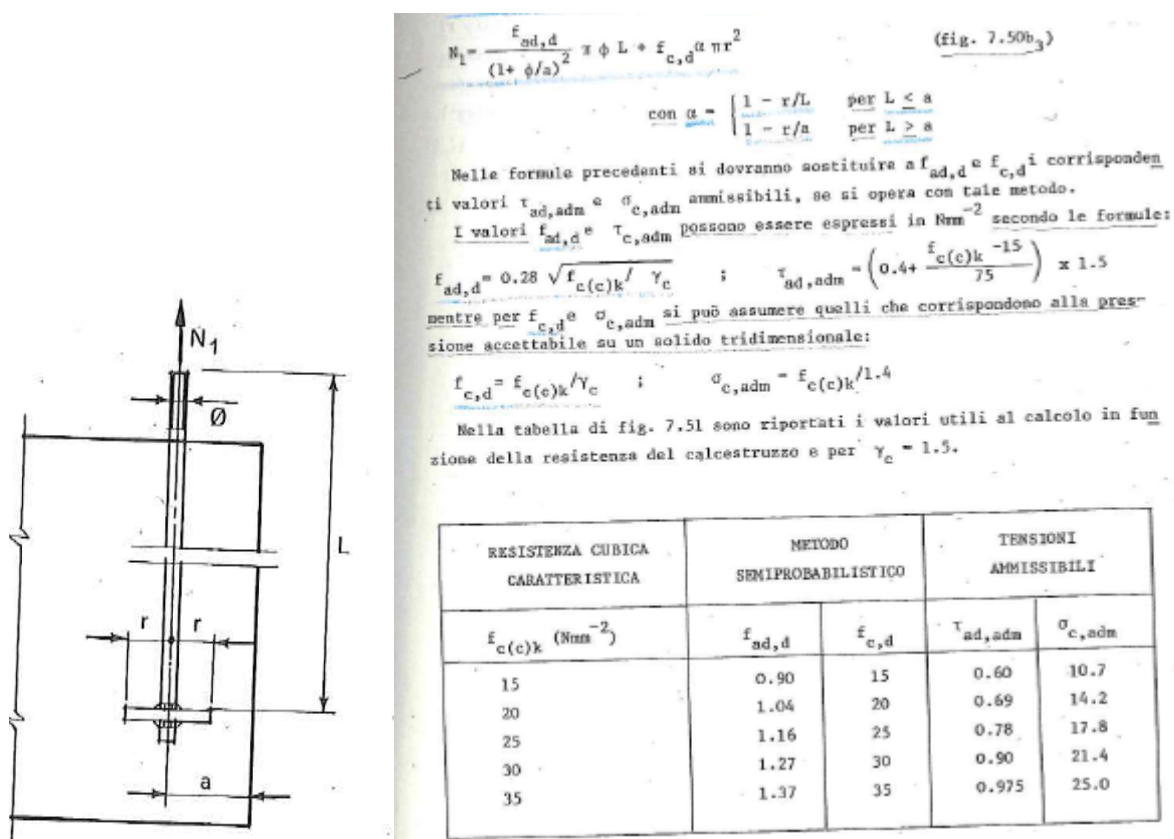 N₁
Ø
L
r r
a
N₁= f_ad,d / (1+ ϕ/a)² π ϕ L + f_c,d α πr² (fig. 7.50b₃)
con α = { 1 - r/L per L < a
1 - r/a per L > a
Nelle formule precedenti si dovranno sostituire a f_ad,d e f_c,d i corrisponden
ti valori τ_ad,adm e σ_c,adm ammissibili, se si opera con tale metodo.
I valori f_ad,d e τ_c,adm possono essere espressi in Nmm⁻² secondo le formule:
f_ad,d = 0.28 √(f_c(c)k / γ_c) ; τ_ad,adm = (0.4+ (f_c(c)k -15) / 75) x 1.5
mentre per f_c,d e σ_c,adm si può assumere quelli che corrispondono alla pres-
sione accettabile su un solido tridimensionale:
f_c,d = f_c(c)k/γ_c ; σ_c,adm = f_c(c)k/1.4
Nella tabella di fig. 7.51 sono riportati i valori utili al calcolo in fun
zione della resistenza del calcestruzzo e per γ_c = 1.5.
RESISTENZA CUBICA METODO TENSIONI
CARATTERISTICA SEMIPROBABILISTICO AMMISSIBILI
f_c(c)k (Nmm⁻²) f_ad,d f_c,d τ_ad,adm σ_c,adm
15 0.90 15 0.60 10.7
20 1.04 20 0.69 14.2
25 1.16 25 0.78 17.8
30 1.27 30 0.90 21.4
35 1.37 35 0.975 25.0